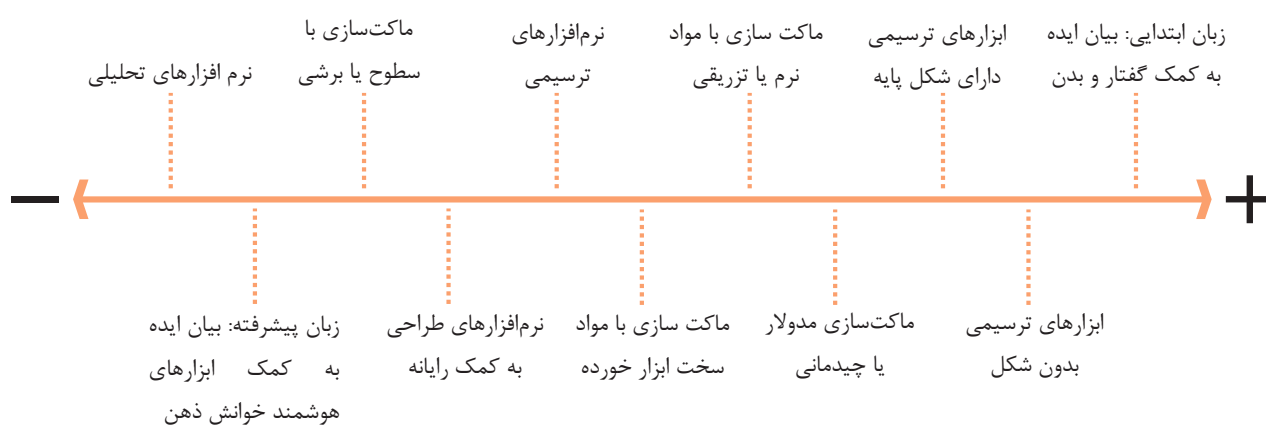 زبان ابتدایی: بیان ایده
به کمک گفتار و بدن
ابزارهای ترسیمی
دارای شکل پایه
ماکت سازی با مواد
نرم یا تزریقی
نرم‌افزارهای
ترسیمی
ماکت‌سازی با
سطوح یا برشی
نرم افزارهای تحلیلی
+
−
ابزارهای ترسیمی
بدون شکل
ماکت‌سازی مدولار
یا چیدمانی
ماکت سازی با مواد
سخت ابزار خورده
نرم‌افزارهای طراحی
به کمک رایانه
زبان پیشرفته: بیان ایده
به کمک ابزارهای
هوشمند خوانش ذهن